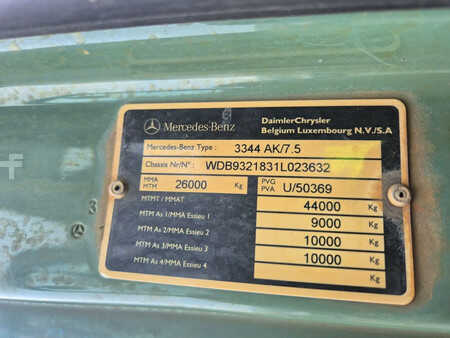 Mercedes-Benz
DaimlerChrysler
Belgium Luxembourg N.V./S.A
Mercedes-Benz Type : 3344 AK/7.5
Chassis Nr/N° : WDB9321831L023632
MMA
MTM 26000 Kg
PVG
PVA U/50369
MTMT / MMAT 44000 Kg
MTM As 1/MMA Essieu 1 9000 Kg
MTM As 2/MMA Essieu 2 10000 Kg
MTM As 3/MMA Essieu 3 10000 Kg
MTM As 4/MMA Essieu 4 Kg
3